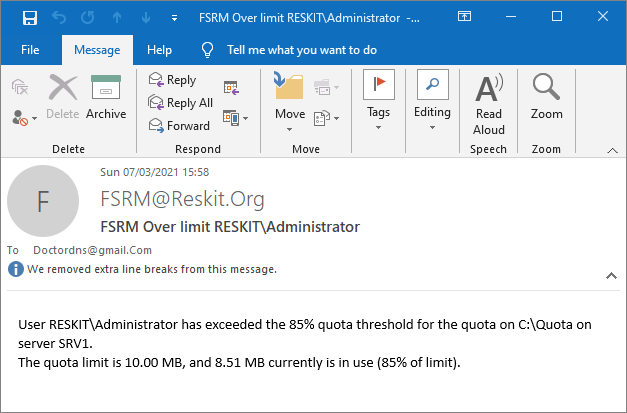 FSRM Over limit RESKIT\Administrator -...
File Message Help Tell me what you want to do
Delete Archive
Reply
Reply All
Forward
Move
Tags
Editing
Read Aloud
Zoom
Delete Respond Move Speech Zoom
F
Sun 07/03/2021 15:58
FSRM@Reskit.Org
FSRM Over limit RESKIT\Administrator
To Doctordns@gmail.Com
We removed extra line breaks from this message.
User RESKIT\Administrator has exceeded the 85% quota threshold for the quota on C:\Quota on
server SRV1.
The quota limit is 10.00 MB, and 8.51 MB currently is in use (85% of limit).